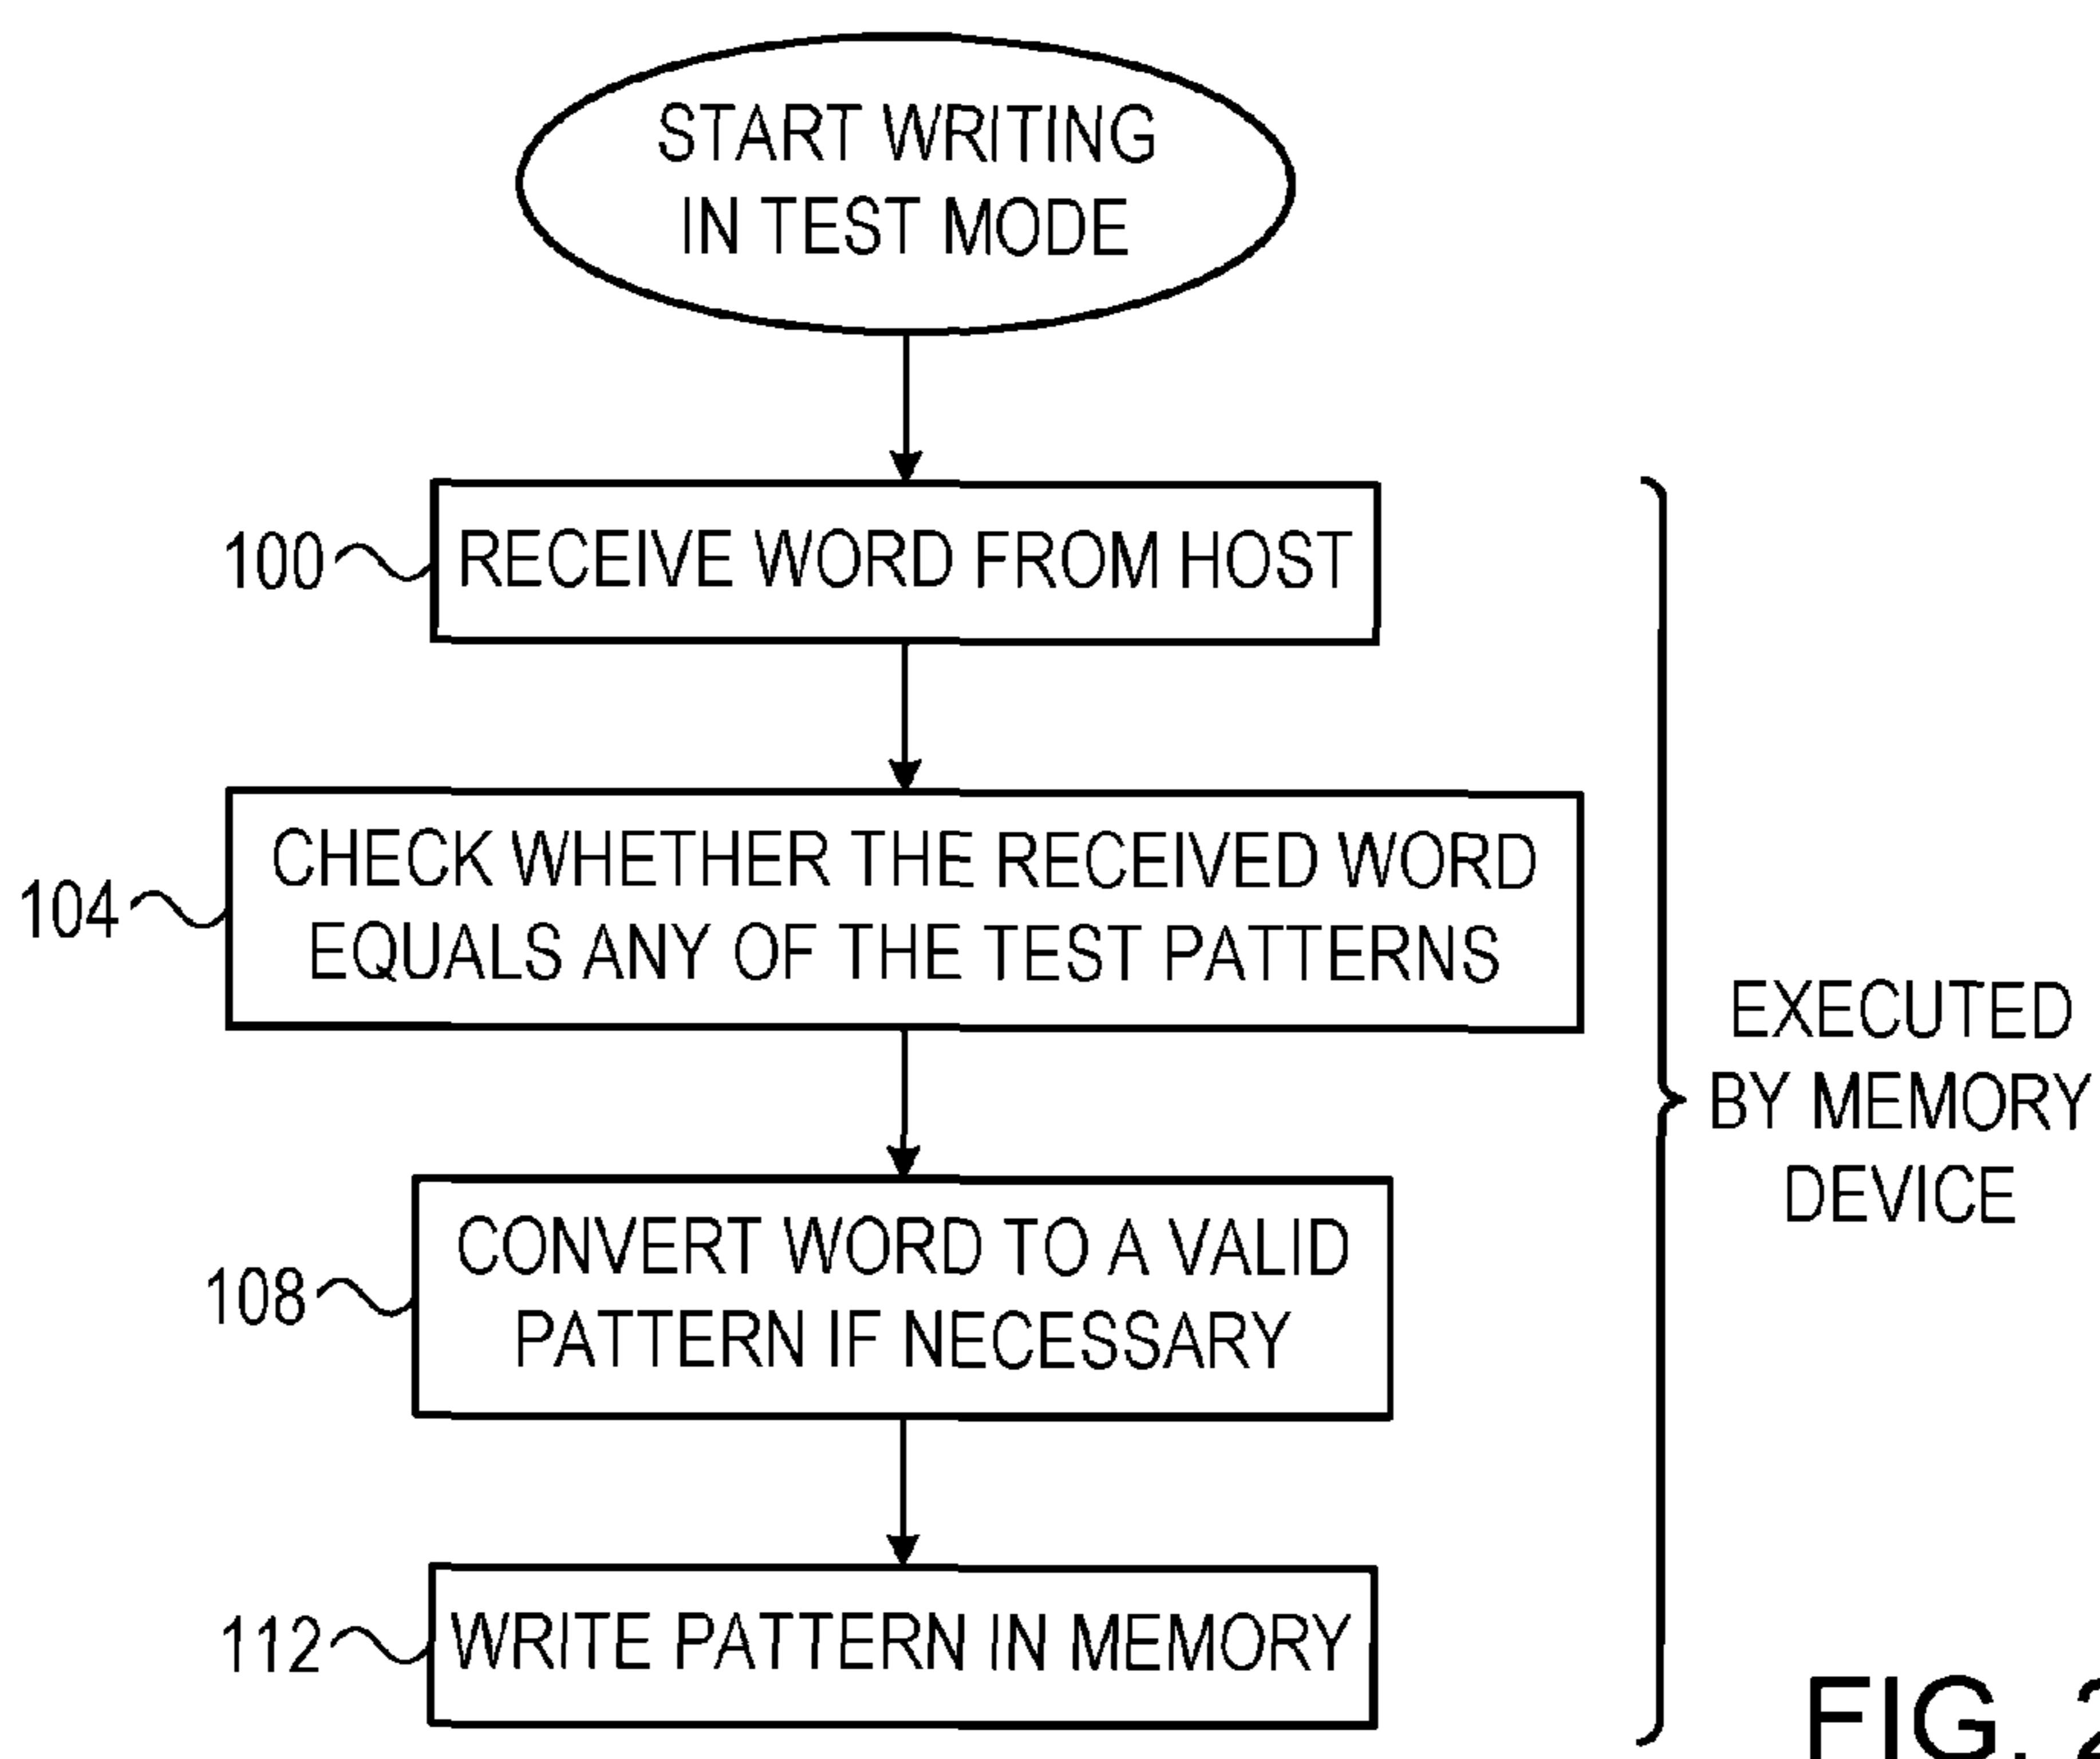 START WRITING
IN TEST MODE
100
RECEIVE WORD FROM HOST
104
CHECK WHETHER THE RECEIVED WORD
EQUALS ANY OF THE TEST PATTERNS
108
CONVERT WORD TO A VALID
PATTERN IF NECESSARY
112
WRITE PATTERN IN MEMORY
EXECUTED
BY MEMORY
DEVICE
FIG.